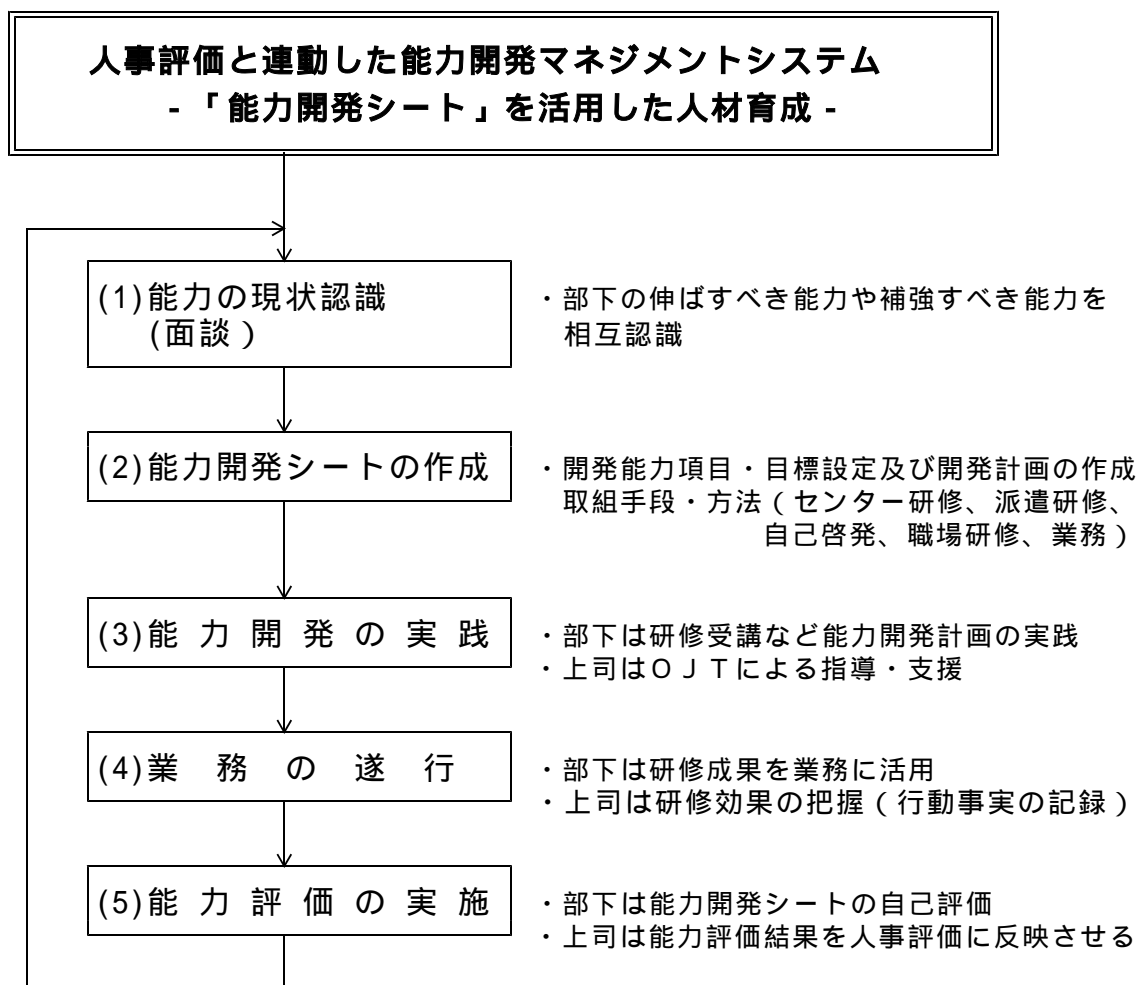 人事評価と連動した能力開発マネジメントシステム
-「能力開発シート」を活用した人材育成-
(1)能力の現状認識
(面談)
・部下の伸ばすべき能力や補強すべき能力を
相互認識
(2)能力開発シートの作成
・開発能力項目・目標設定及び開発計画の作成
取組手段・方法(センター研修、派遣研修、
自己啓発、職場研修、業務)
(3)能力開発の実践
・部下は研修受講など能力開発計画の実践
・上司はOJTによる指導・支援
(4)業務の遂行
・部下は研修成果を業務に活用
・上司は研修効果の把握(行動事実の記録)
(5)能力評価の実施
・部下は能力開発シートの自己評価
・上司は能力評価結果を人事評価に反映させる